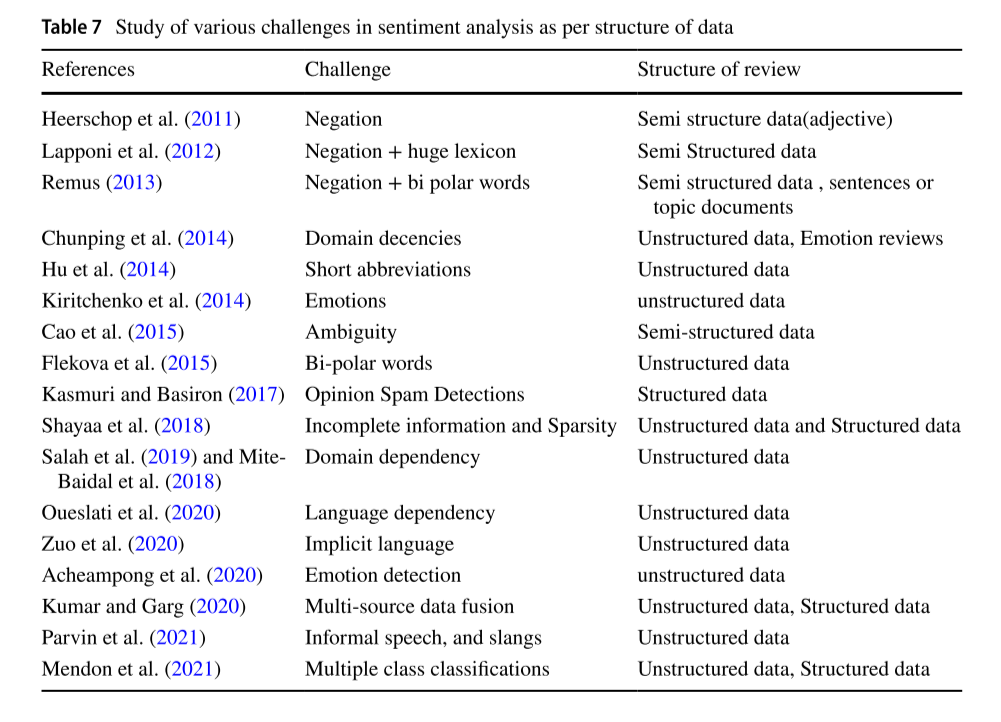 Table 7 Study of various challenges in sentiment analysis as per structure of data
References Challenge Structure of review
Heerschop et al. (2011) Negation Semi structure data(adjective)
Lapponi et al. (2012) Negation + huge lexicon Semi Structured data
Remus (2013) Negation + bi polar words Semi structured data , sentences or
topic documents
Chunping et al. (2014) Domain decencies Unstructured data, Emotion reviews
Hu et al. (2014) Short abbreviations Unstructured data
Kiritchenko et al. (2014) Emotions unstructured data
Cao et al. (2015) Ambiguity Semi-structured data
Flekova et al. (2015) Bi-polar words Unstructured data
Kasmuri and Basiron (2017) Opinion Spam Detections Structured data
Shayaa et al. (2018) Incomplete information and Sparsity Unstructured data and Structured data
Salah et al. (2019) and Mite- Domain dependency Unstructured data
Baidal et al. (2018)
Oueslati et al. (2020) Language dependency Unstructured data
Zuo et al. (2020) Implicit language Unstructured data
Acheampong et al. (2020) Emotion detection unstructured data
Kumar and Garg (2020) Multi-source data fusion Unstructured data, Structured data
Parvin et al. (2021) Informal speech, and slangs Unstructured data
Mendon et al. (2021) Multiple class classifications Unstructured data, Structured data